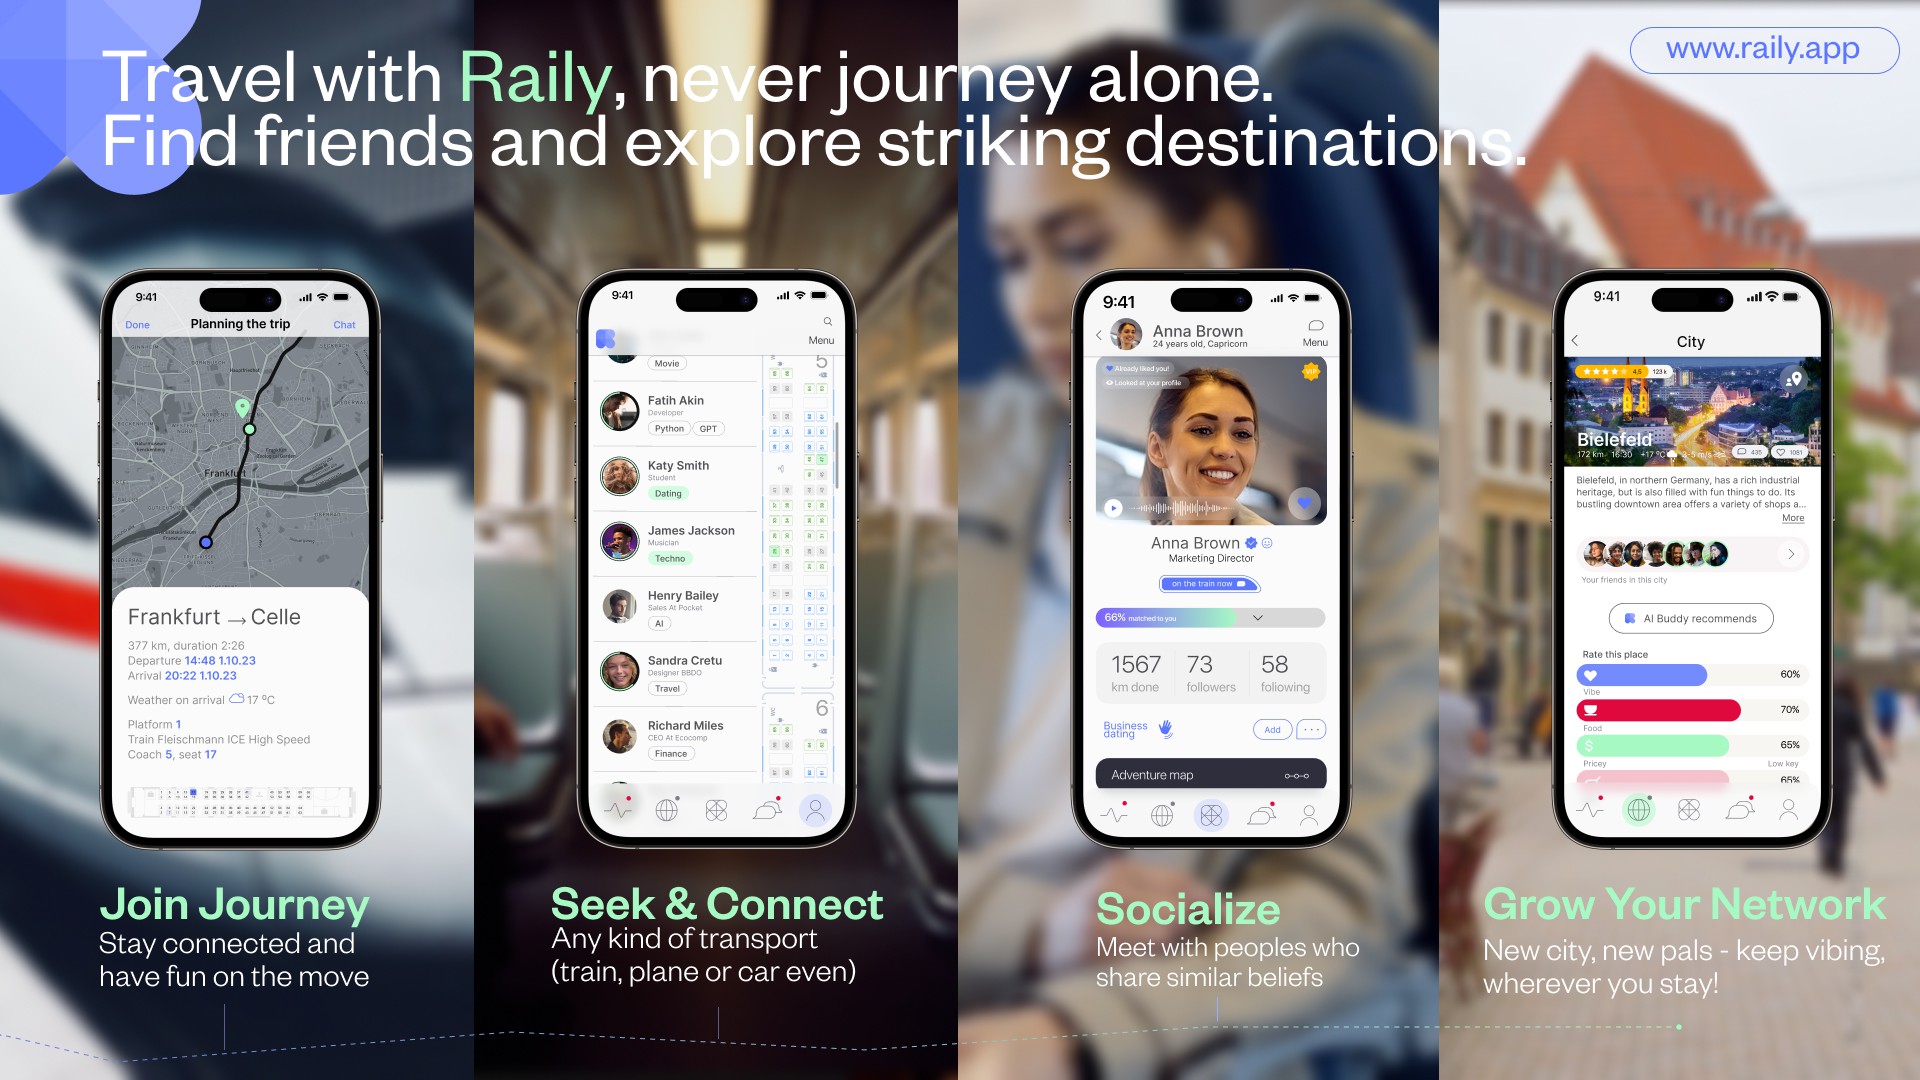 www.raily.app
Travel with Raily, never journey alone.
Find friends and explore striking destinations.
9:41
Done
Planning the trip
Chat
Frankfurt
Frankfurt → Celle
377 km, duration 2:26
Departure 14:48 1.10.23
Arrival 20:22 1.10.23
Weather on arrival 17 ºC
Platform 1
Train Fleischmann ICE High Speed
Coach 5, seat 17
Join Journey
Stay connected and
have fun on the move
9:41
Menu
Movie
5
Fatih Akin
Developer
Python GPT
Katy Smith
Student
Dating
James Jackson
Musician
Techno
Henry Bailey
Sales At Pocket
AI
Sandra Cretu
Designer BBDO
Travel
Richard Miles
CEO At Ecocomp
Finance
6
WC
Seek & Connect
Any kind of transport
(train, plane or car even)
9:41
Anna Brown
24 years old, Capricorn
Menu
Already liked you!
Looked at your profile
VIP
Anna Brown
Marketing Director
on the train now
66% matched to you
1567 73 58
km done followers following
Business
dating
Add
Adventure map
Socialize
Meet with peoples who
share similar beliefs
9:41
City
4,6 123 k
Bielefeld
172 km 16:30 +17 ºC 2-5 m/s 435 1081
Bielefeld, in northern Germany, has a rich industrial
heritage, but is also filled with fun things to do. Its
bustling downtown area offers a variety of shops a...
More
Your friends in this city
AI Buddy recommends
Rate this place
60%
Vibe
70%
Food
$ 65%
Pricey Low key
65%
Grow Your Network
New city, new pals - keep vibing,
wherever you stay!